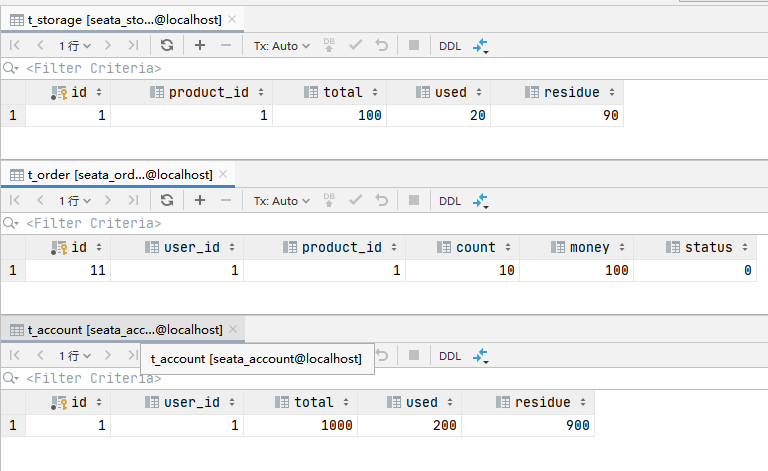 t_storage [seata_sto...@localhost]
1 行 Tx: Auto DB DDL
<Filter Criteria>
id product_id total used residue
1 1 1 100 20 90
t_order [seata_ord...@localhost]
1 行 Tx: Auto DB DDL
<Filter Criteria>
id user_id product_id count money status
1 11 1 1 10 100 0
t_account [seata_acc...@localhost]
1 行 DDL
t_account [seata_account@localhost]
<Filter Criteria>
id user_id total used residue
1 1 1 1000 200 900